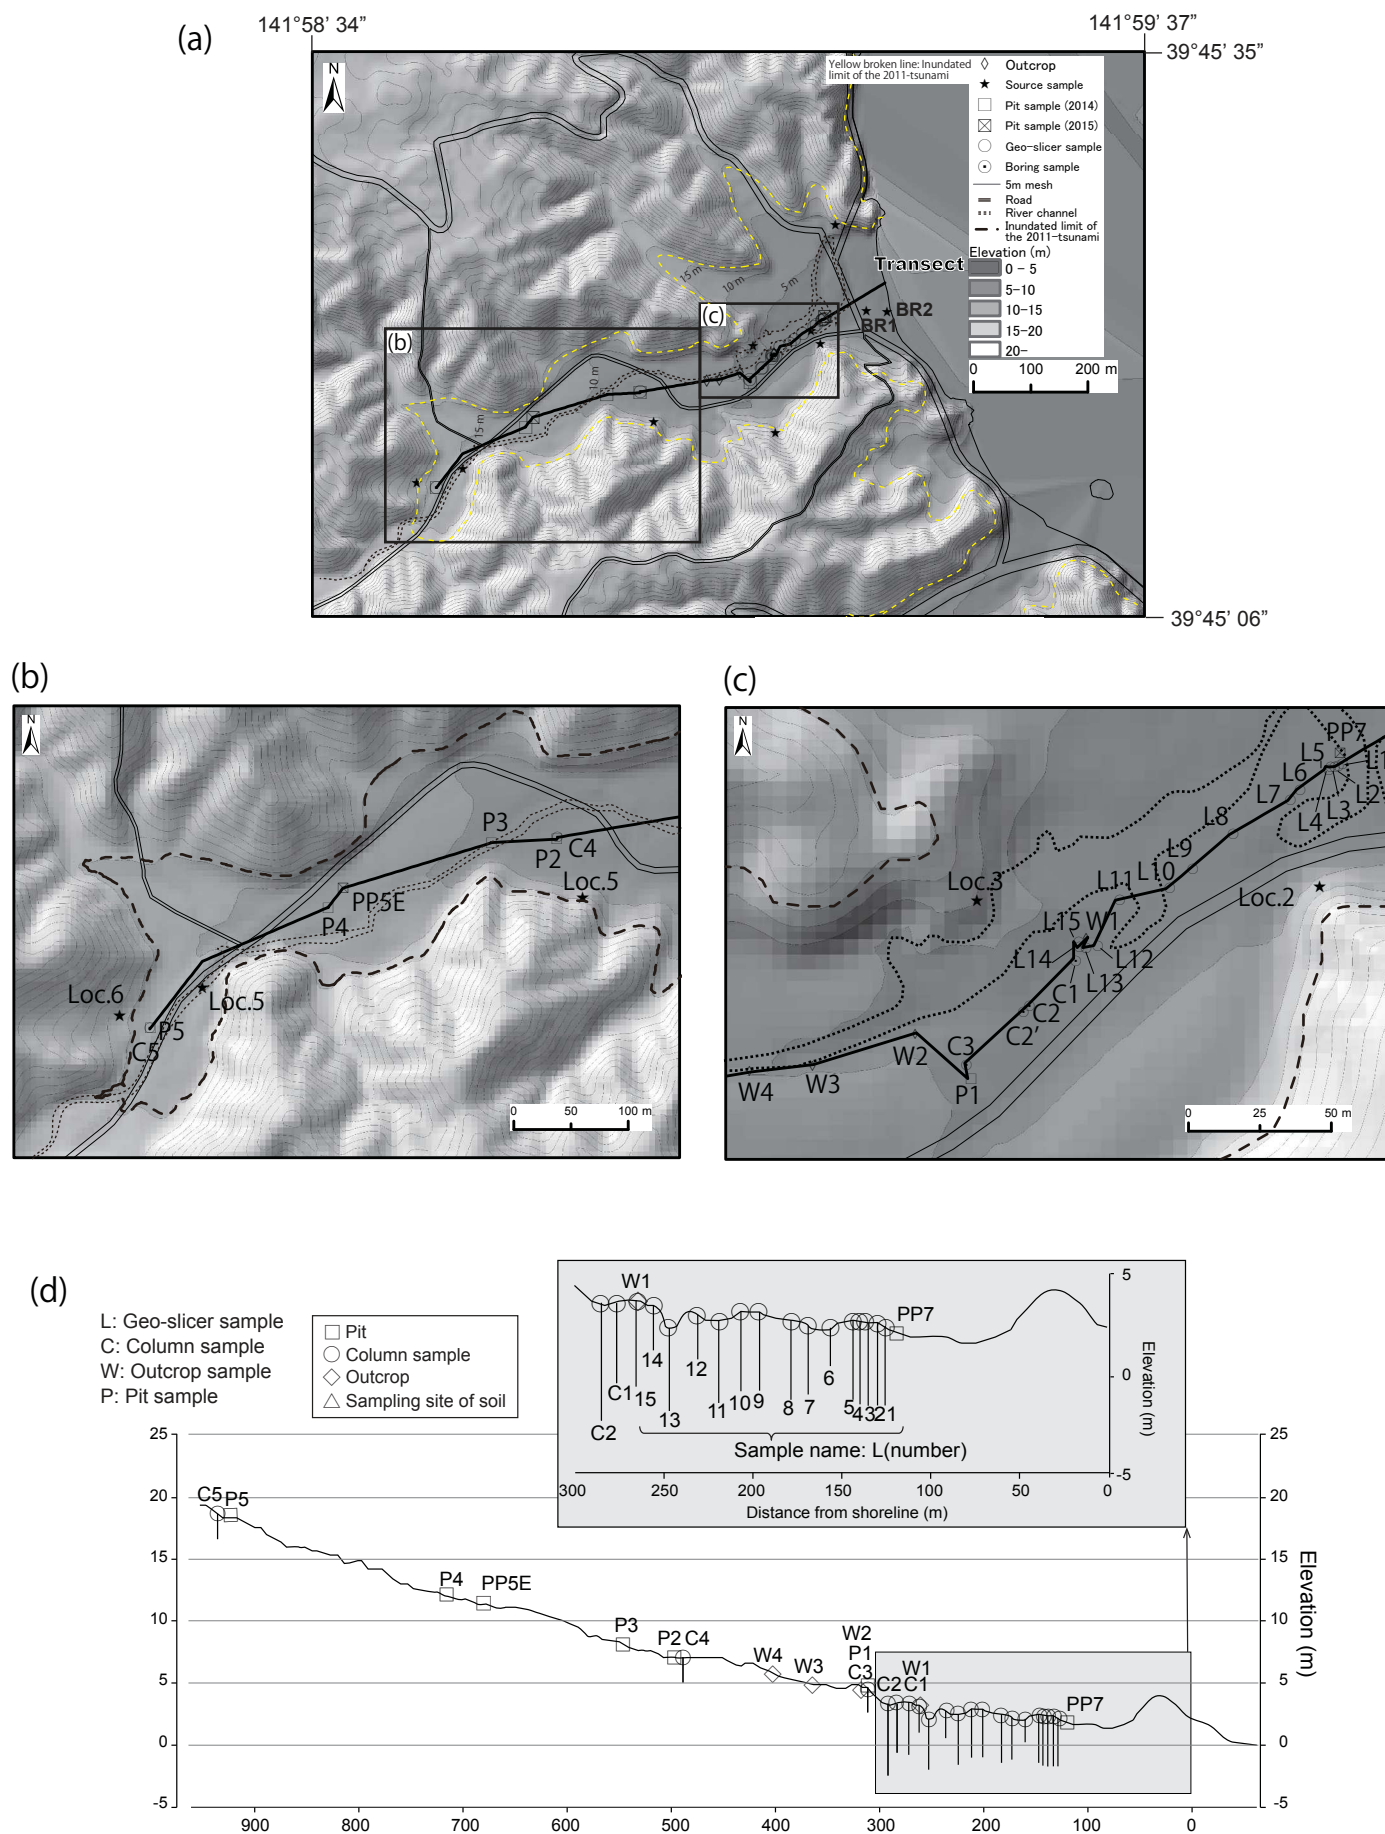 (a)
141°58’ 34”
141°59’ 37”
39°45’ 35”
39°45’ 06”
N
Yellow broken line: Inundated
limit of the 2011-tsunami
Outcrop
Source sample
Pit sample (2014)
Pit sample (2015)
Geo-slicer sample
Boring sample
5m mesh
Road
River channel
Inundated limit of
the 2011-tsunami
Elevation (m)
0 - 5
5-10
10-15
15-20
20-
0 100 200 m
Transect
BR1
BR2
15 m
10 m
5 m
(c)
(b)
10 m
15 m
(b)
N
P3
P2
C4
Loc.5
PP5E
P4
Loc.6
Loc.5
P5
C5
0 50 100 m
(c)
N
PP7
L5
L1
L6
L2
L7
L3
L4
L8
L9
Loc.3
L11
L10
Loc.2
L15
W1
L14
L12
L13
C1
C2
C2’
W2
C3
W4
W3
P1
0 25 50 m
(d)
L: Geo-slicer sample
C: Column sample
W: Outcrop sample
P: Pit sample
Pit
Column sample
Outcrop
Sampling site of soil
W1
PP7
14
12
C1
15
13
11
10
9
8
7
6
5
4
3
2
1
C2
Sample name: L(number)
5
0
-5
Elevation (m)
300 250 200 150 100 50 0
Distance from shoreline (m)
25
20
15
10
5
0
-5
C5
P5
P4
PP5E
P3
P2
C4
W4
W3
W2
P1
C3
C2
W1
C1
PP7
25
20
15
10
5
0
-5
Elevation (m)
900 800 700 600 500 400 300 200 100 0